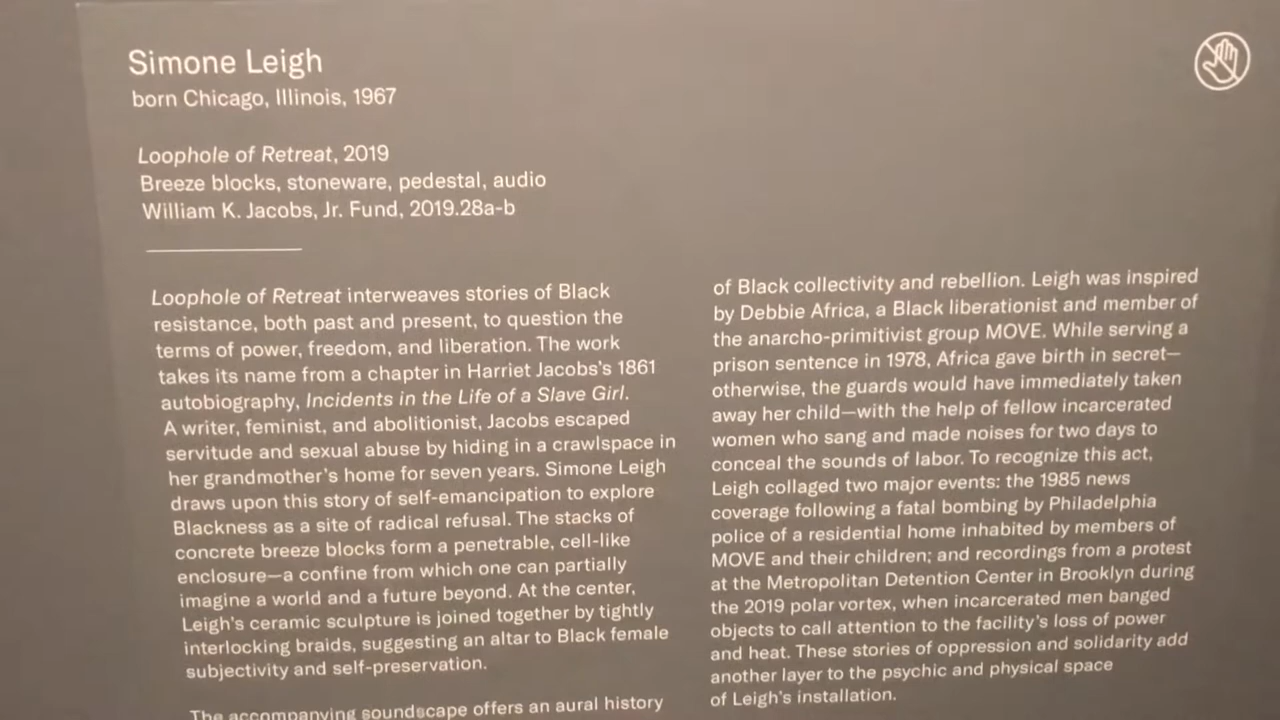 Simone Leigh
born Chicago, Illinois, 1967
Loophole of Retreat, 2019
Breeze blocks, stoneware, pedestal, audio
William K. Jacobs, Jr. Fund, 2019.28a-b
Loophole of Retreat interweaves stories of Black
resistance, both past and present, to question the
terms of power, freedom, and liberation. The work
takes its name from a chapter in Harriet Jacobs's 1861
autobiography, Incidents in the Life of a Slave Girl.
A writer, feminist, and abolitionist, Jacobs escaped
servitude and sexual abuse by hiding in a crawlspace in
her grandmother's home for seven years. Simone Leigh
draws upon this story of self-emancipation to explore
Blackness as a site of radical refusal. The stacks of
concrete breeze blocks form a penetrable, cell-like
enclosure—a confine from which one can partially
imagine a world and a future beyond. At the center,
Leigh's ceramic sculpture is joined together by tightly
interlocking braids, suggesting an altar to Black female
subjectivity and self-preservation.
The accompanying soundscape offers an aural history
of Black collectivity and rebellion. Leigh was inspired
by Debbie Africa, a Black liberationist and member of
the anarcho-primitivist group MOVE. While serving a
prison sentence in 1978, Africa gave birth in secret—
otherwise, the guards would have immediately taken
away her child—with the help of fellow incarcerated
women who sang and made noises for two days to
conceal the sounds of labor. To recognize this act,
Leigh collaged two major events: the 1985 news
coverage following a fatal bombing by Philadelphia
police of a residential home inhabited by members of
MOVE and their children; and recordings from a protest
at the Metropolitan Detention Center in Brooklyn during
the 2019 polar vortex, when incarcerated men banged
objects to call attention to the facility's loss of power
and heat. These stories of oppression and solidarity add
another layer to the psychic and physical space
of Leigh's installation.